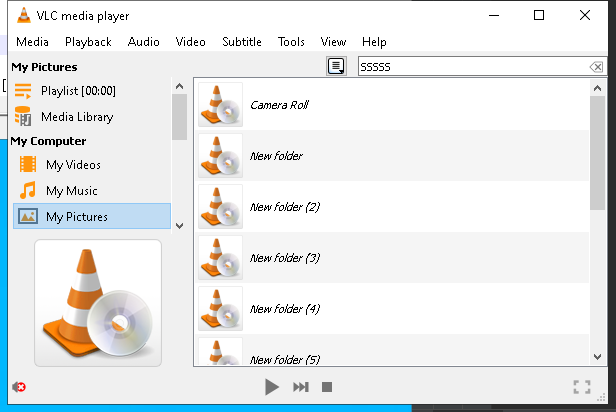 VLC media player
Media Playback Audio Video Subtitle Tools View Help
My Pictures
SSSSS
Playlist [00:00]
Media Library
My Computer
My Videos
My Music
My Pictures
Camera Roll
New folder
New folder (2)
New folder (3)
New folder (4)
New folder (5)